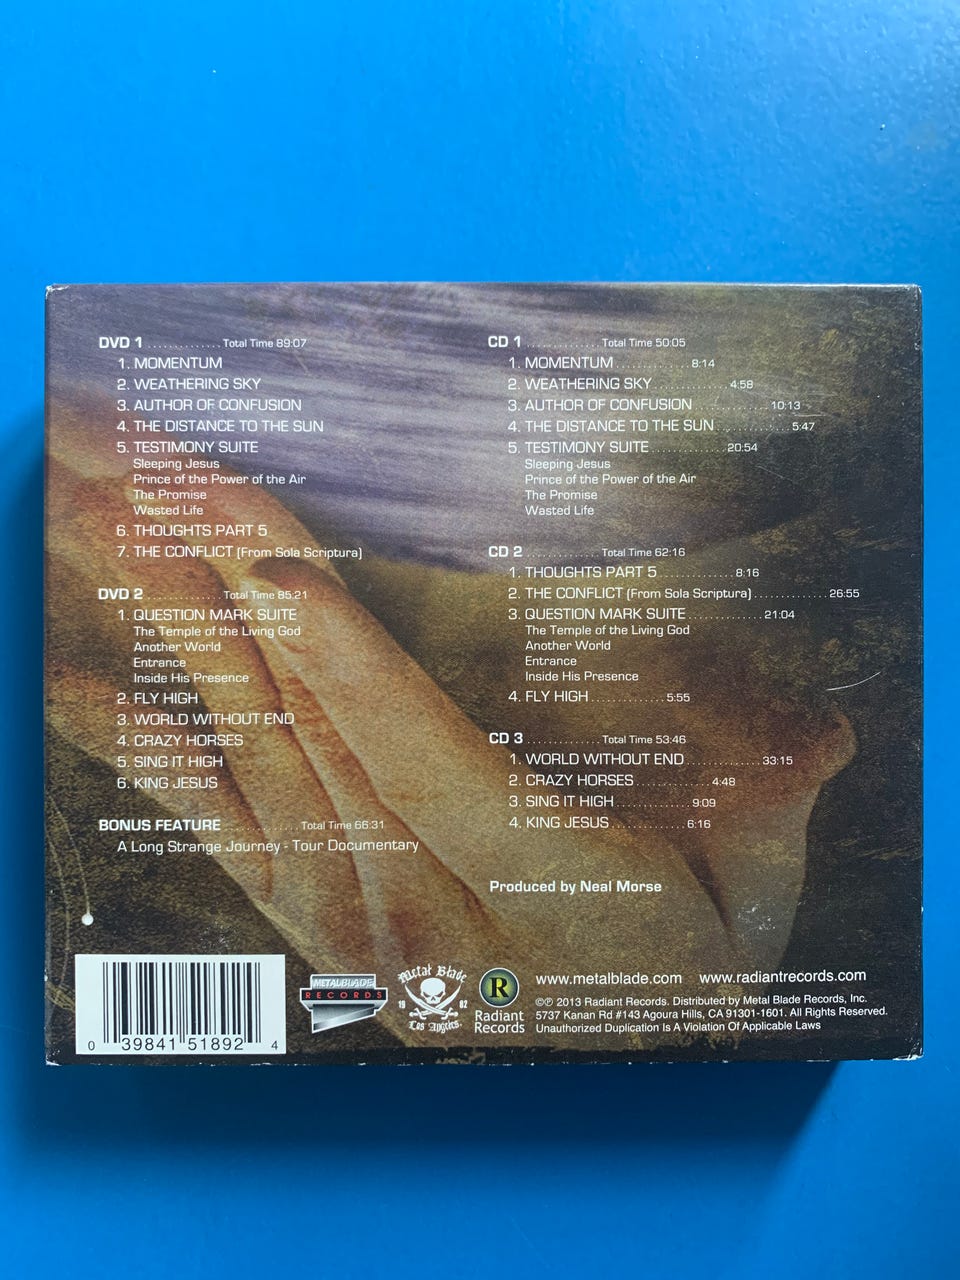 DVD 1 .............. Total Time 89:07
1. MOMENTUM
2. WEATHERING SKY
3. AUTHOR OF CONFUSION
4. THE DISTANCE TO THE SUN
5. TESTIMONY SUITE
Sleeping Jesus
Prince of the Power of the Air
The Promise
Wasted Life
6. THOUGHTS PART 5
7. THE CONFLICT (From Sola Scriptura)
DVD 2 .............. Total Time 85:21
1. QUESTION MARK SUITE
The Temple of the Living God
Another World
Entrance
Inside His Presence
2. FLY HIGH
3. WORLD WITHOUT END
4. CRAZY HORSES
5. SING IT HIGH
6. KING JESUS
BONUS FEATURE .............. Total Time 66:31
A Long Strange Journey - Tour Documentary
CD 1 .............. Total Time 50:05
1. MOMENTUM .............. 8:14
2. WEATHERING SKY .............. 4:58
3. AUTHOR OF CONFUSION .............. 10:13
4. THE DISTANCE TO THE SUN .............. 5:47
5. TESTIMONY SUITE .............. 20:54
Sleeping Jesus
Prince of the Power of the Air
The Promise
Wasted Life
CD 2 .............. Total Time 62:16
1. THOUGHTS PART 5 .............. 8:16
2. THE CONFLICT (From Sola Scriptura) .............. 26:55
3. QUESTION MARK SUITE .............. 21:04
The Temple of the Living God
Another World
Entrance
Inside His Presence
4. FLY HIGH .............. 5:55
CD 3 .............. Total Time 53:46
1. WORLD WITHOUT END .............. 33:15
2. CRAZY HORSES .............. 4:48
3. SING IT HIGH .............. 9:09
4. KING JESUS .............. 6:16
Produced by Neal Morse
0 39841 51892 4
METALBLADE
RECORDS
Metal Blade
19 82
Los Angeles
R
Radiant
Records
www.metalblade.com www.radiantrecords.com
©℗ 2013 Radiant Records. Distributed by Metal Blade Records, Inc.
5737 Kanan Rd #143 Agoura Hills, CA 91301-1601. All Rights Reserved.
Unauthorized Duplication Is A Violation Of Applicable Laws